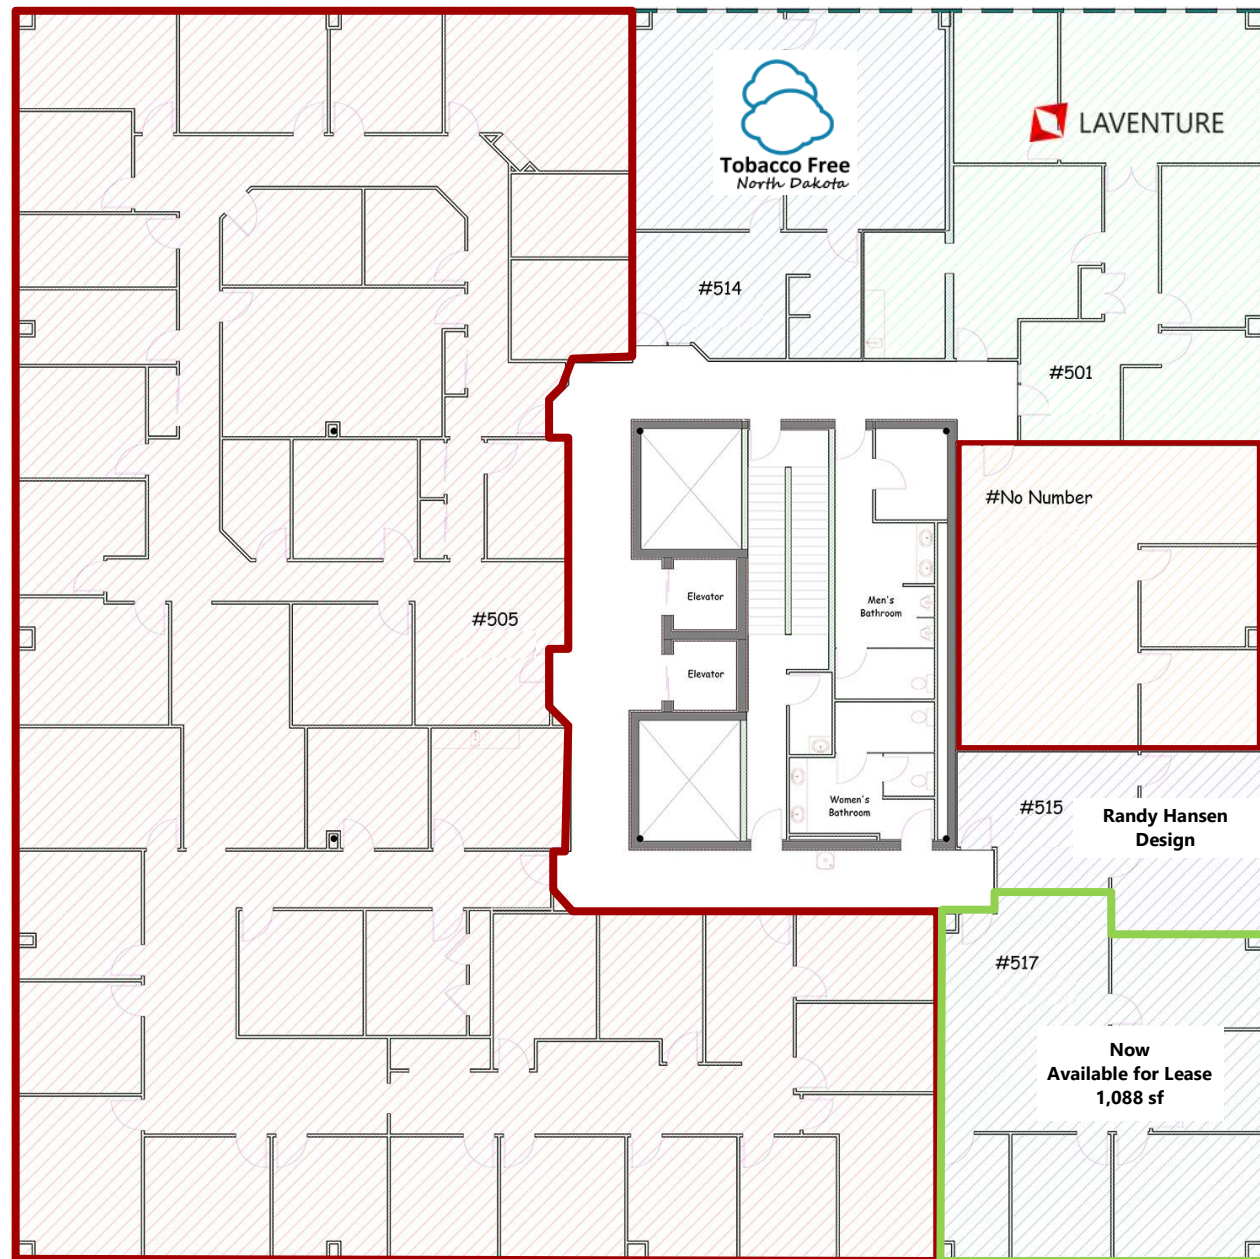 Tobacco Free
North Dakota
LAVENTURE
#514
#501
#No Number
Elevator
Men's
Bathroom
#505
Elevator
Women's
Bathroom
#515
Randy Hansen
Design
#517
Now
Available for Lease
1,088 sf